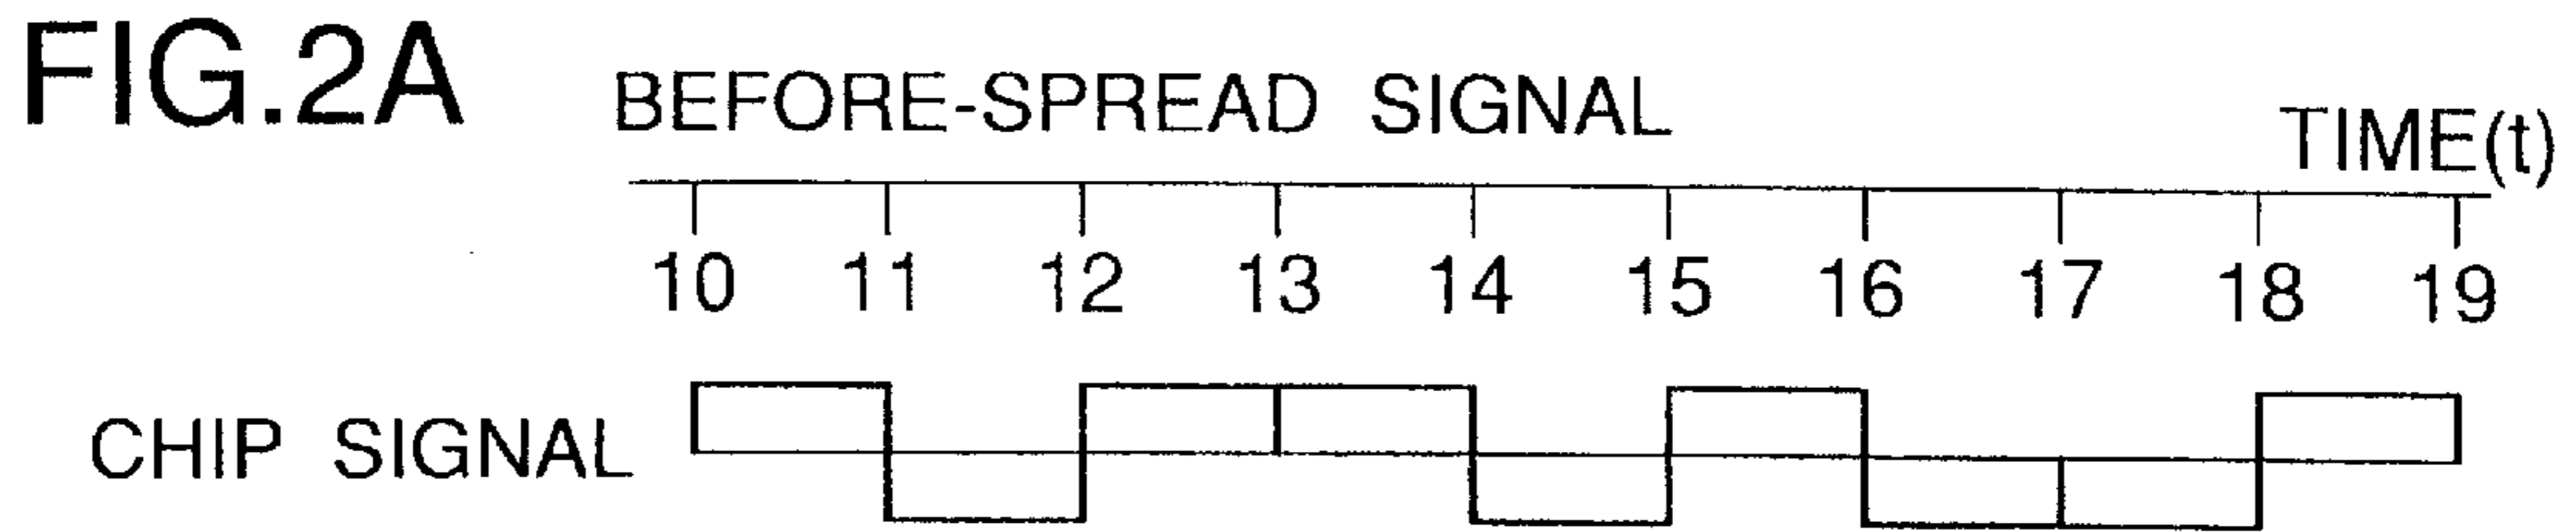 FIG.2A
BEFORE-SPREAD SIGNAL
TIME(t)
10 11 12 13 14 15 16 17 18 19
CHIP SIGNAL